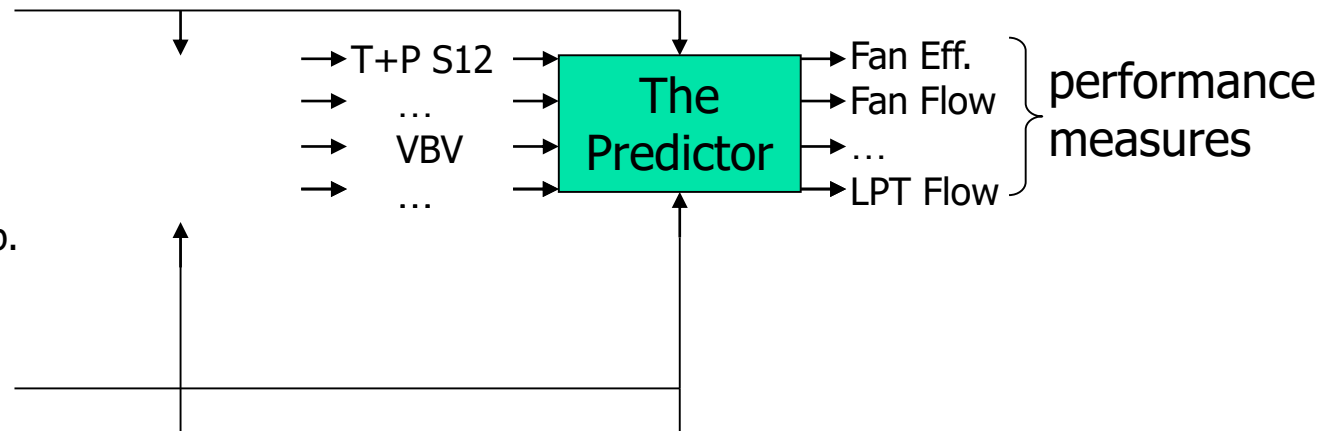 T+P S12
…
VBV
…
The
Predictor
Fan Eff.
Fan Flow
…
LPT Flow
performance
measures